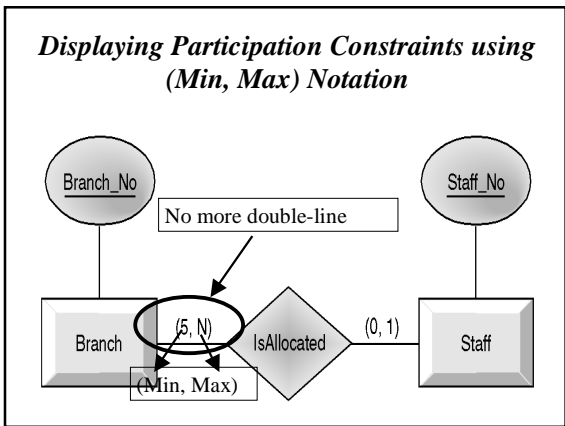 Displaying Participation Constraints using
(Min, Max) Notation
Branch_No
Staff_No
No more double-line
Branch
(5, N)
IsAllocated
(0, 1)
Staff
(Min, Max)